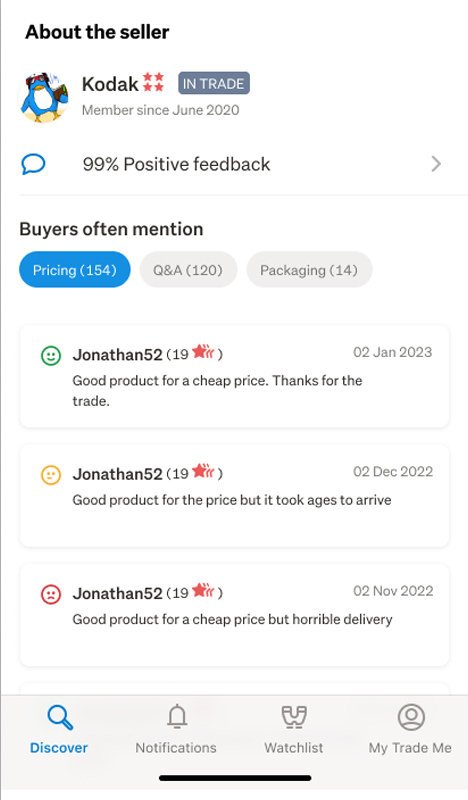 About the seller
Kodak IN TRADE
Member since June 2020
99% Positive feedback
Buyers often mention
Pricing (154) Q&A (120) Packaging (14)
Jonathan52 (19 ) 02 Jan 2023
Good product for a cheap price. Thanks for the
trade.
Jonathan52 (19 ) 02 Dec 2022
Good product for the price but it took ages to arrive
Jonathan52 (19 ) 02 Nov 2022
Good product for a cheap price but horrible delivery
Discover Notifications Watchlist My Trade Me